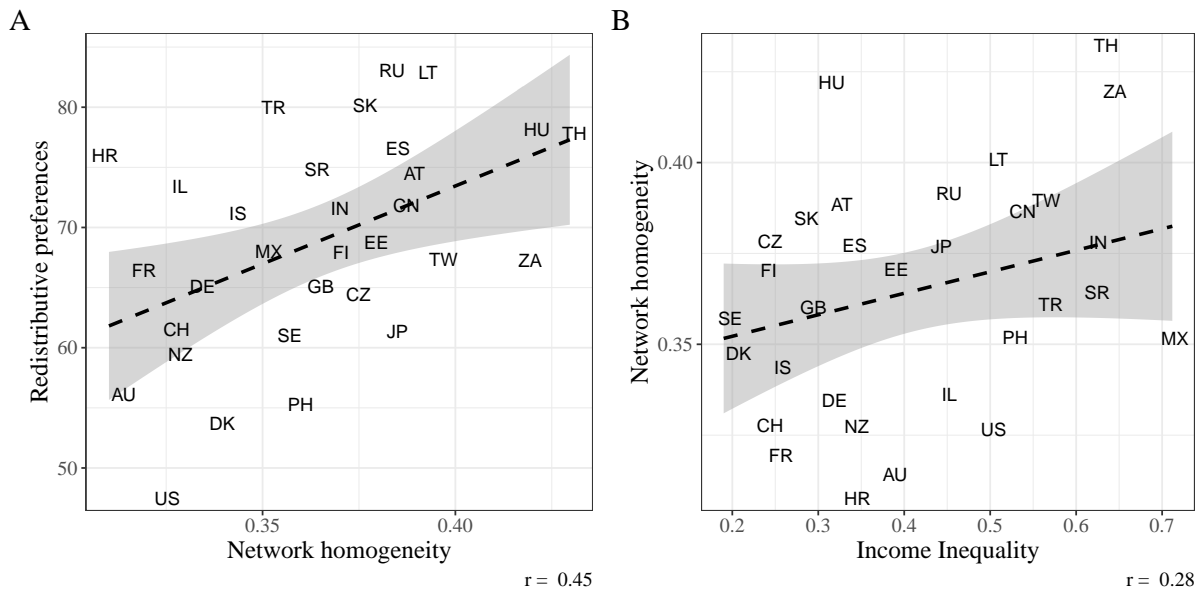 A
Redistributive preferences
80
70
60
50
RU
LT
TR
SK
HU
TH
HR
ES
SR
AT
IL
IS
IN
CN
MX
EE
FI
FR
TW
ZA
DE
GB
CZ
CH
SE
JP
NZ
AU
PH
DK
US
0.35
0.40
Network homogeneity
r = 0.45
B
Network homogeneity
0.40
0.35
TH
HU
ZA
LT
RU
AT
TW
SK
CN
CZ
ES
JP
IN
FI
EE
SR
GB
TR
SE
PH
MX
DK
IS
DE
IL
CH
NZ
US
FR
AU
HR
0.2
0.3
0.4
0.5
0.6
0.7
Income Inequality
r = 0.28